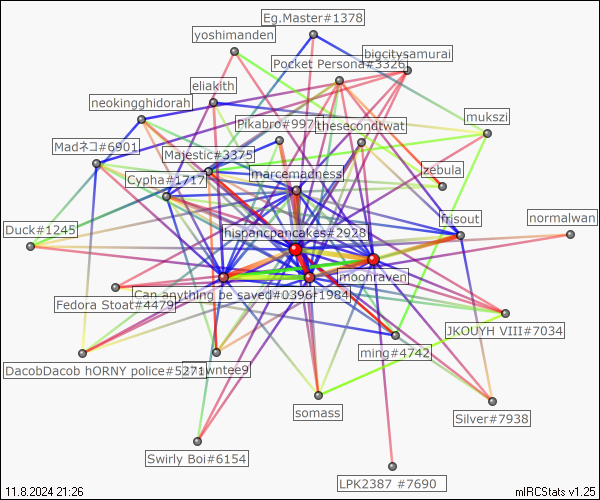 Eg.Master#1378
yoshimanden
bigcitysamurai
Pocket Persona#3326
eliakith
neokingghidorah
mukszi
Pikabro#997
thesecondtwat
Madネコ#6901
Majestic#3375
zebula
marcemadness
Cypha#1717
frisout
normalwan
Duck#1245
hispancpancakes#2928
moonraven
Can anything be saved#0396
1984
Fedora Stoat#4479
JKOUYH VIII#7034
ming#4742
DacobDacob hORNY police#5271
wntee9
somass
Silver#7938
Swirly Boi#6154
LPK2387 #7690
11.8.2024 21:26
mIRCStats v1.25